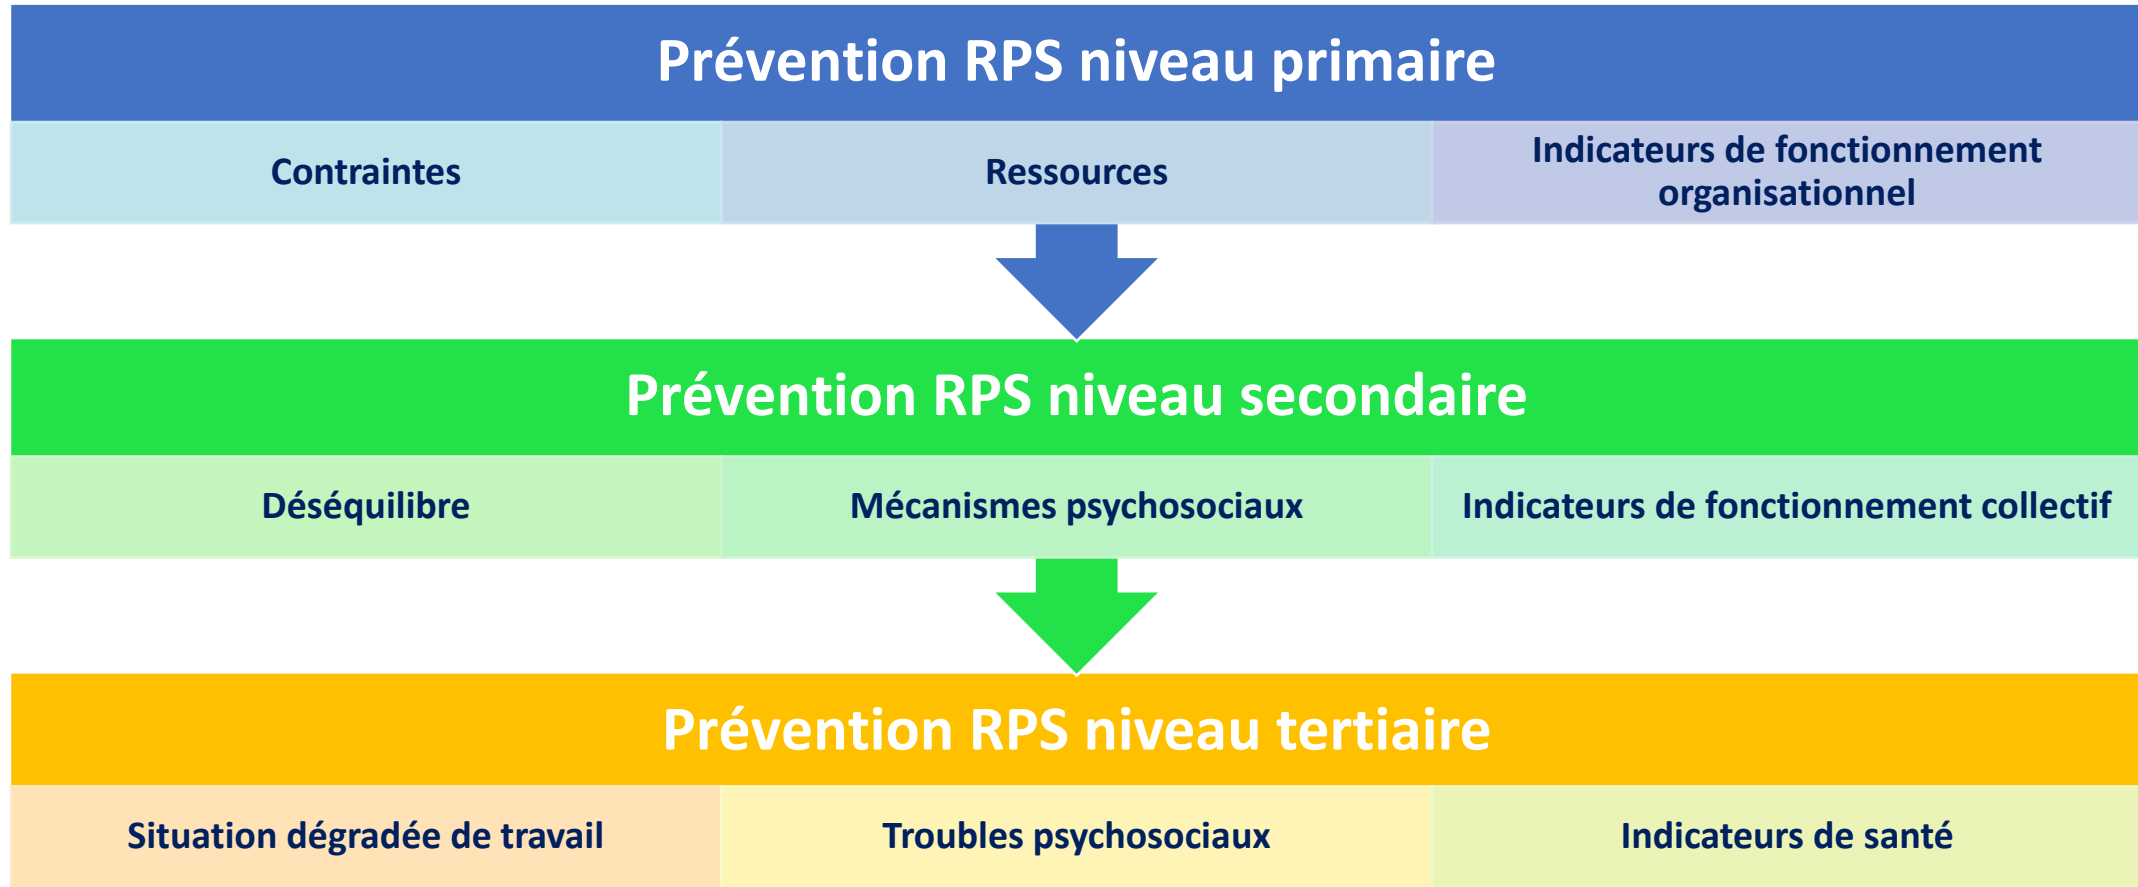 Prévention RPS niveau primaire
Contraintes
Ressources
Indicateurs de fonctionnement
organisationnel
Prévention RPS niveau secondaire
Déséquilibre
Mécanismes psychosociaux
Indicateurs de fonctionnement collectif
Prévention RPS niveau tertiaire
Situation dégradée de travail
Troubles psychosociaux
Indicateurs de santé